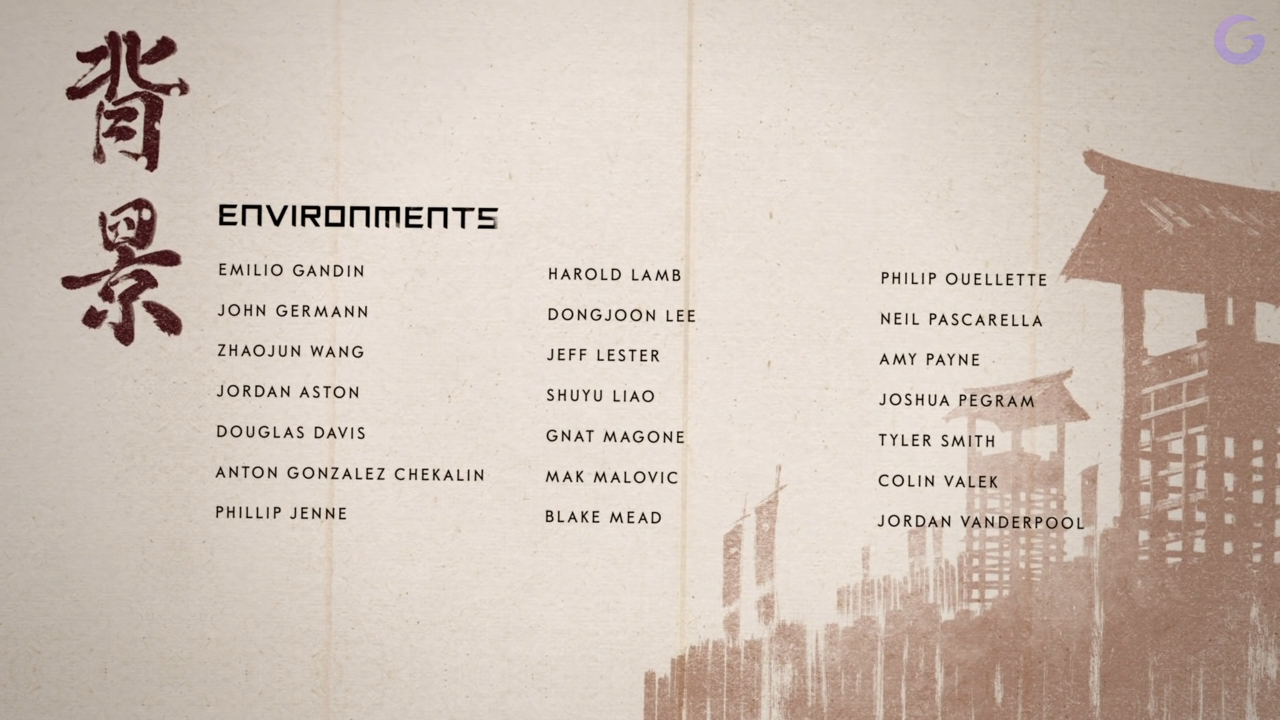 背景
ENVIRONMENTS
EMILIO GANDIN
JOHN GERMANN
ZHAOJUN WANG
JORDAN ASTON
DOUGLAS DAVIS
ANTON GONZALEZ CHEKALIN
PHILLIP JENNE
HAROLD LAMB
DONGJOON LEE
JEFF LESTER
SHUYU LIAO
GNAT MAGONE
MAK MALOVIC
BLAKE MEAD
PHILIP OUELLETTE
NEIL PASCARELLA
AMY PAYNE
JOSHUA PEGRAM
TYLER SMITH
COLIN VALEK
JORDAN VANDERPOOL